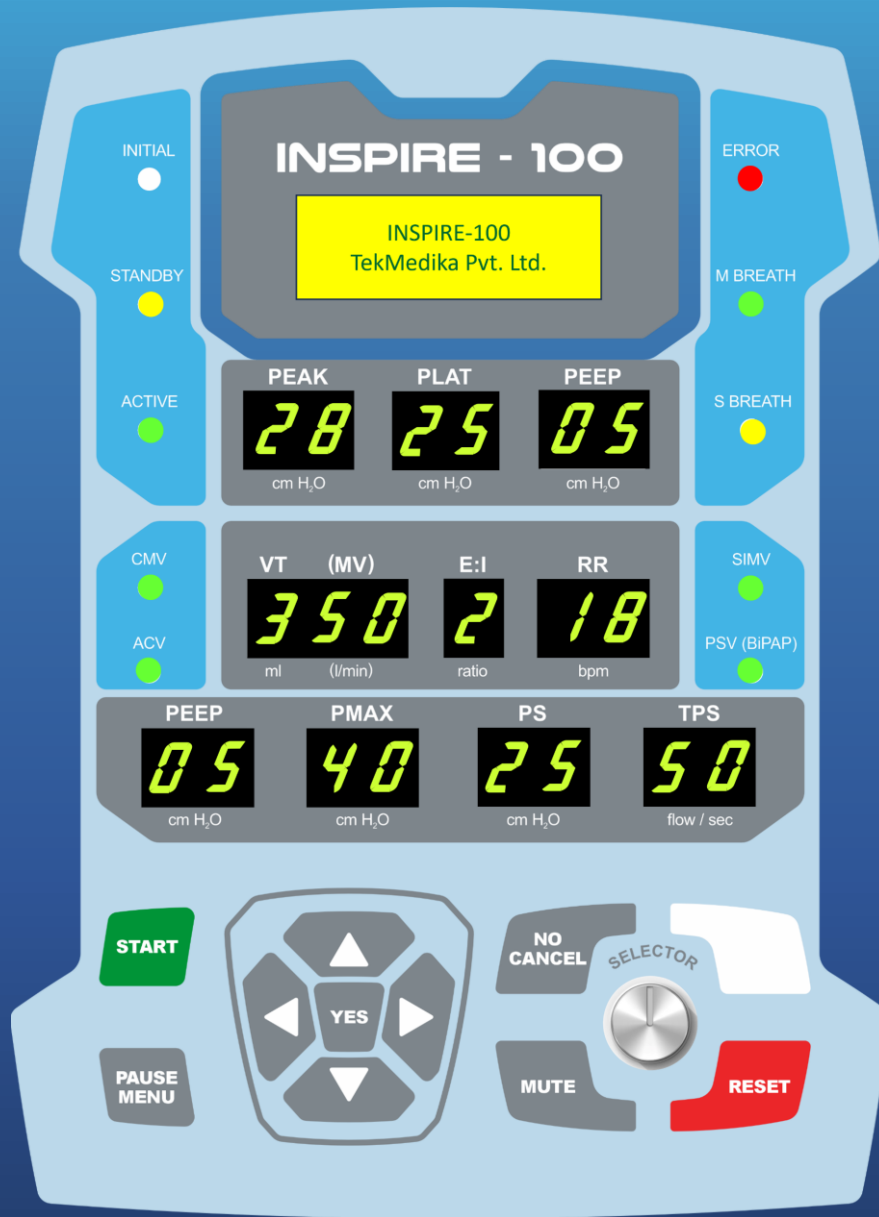 INSPIRE - 100
INITIAL
ERROR
INSPIRE-100
TekMedika Pvt. Ltd.
STANDBY
M BREATH
PEAK PLAT PEEP
ACTIVE
S BREATH
28 25 05
cm H₂O cm H₂O cm H₂O
CMV
SIMV
VT (MV) E:I RR
350 2 18
ACV
PSV (BiPAP)
ml (l/min) ratio bpm
PEEP PMAX PS TPS
05 40 25 50
cm H₂O cm H₂O cm H₂O flow / sec
START
NO
CANCEL
SELECTOR
YES
PAUSE
MENU
MUTE
RESET